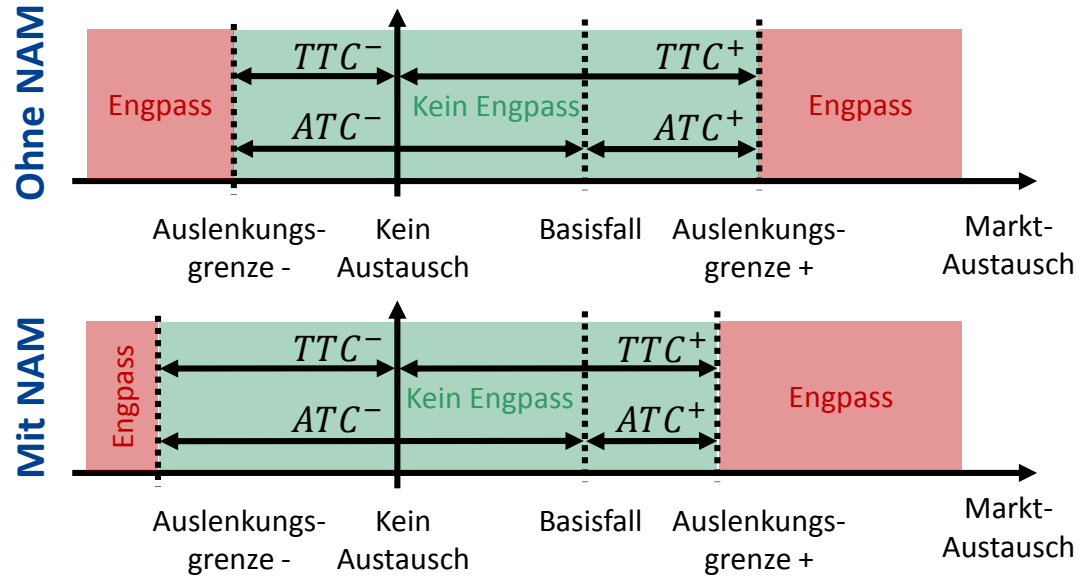 Ohne NAM
TTC⁻ TTC⁺
Engpass Kein Engpass Engpass
ATC⁻ ATC⁺
Auslenkungs- Kein Basisfall Auslenkungs- Markt-
grenze - Austausch grenze + Austausch
Mit NAM
TTC⁻ TTC⁺
Engpass Kein Engpass Engpass
ATC⁻ ATC⁺
Auslenkungs- Kein Basisfall Auslenkungs- Markt-
grenze - Austausch grenze + Austausch